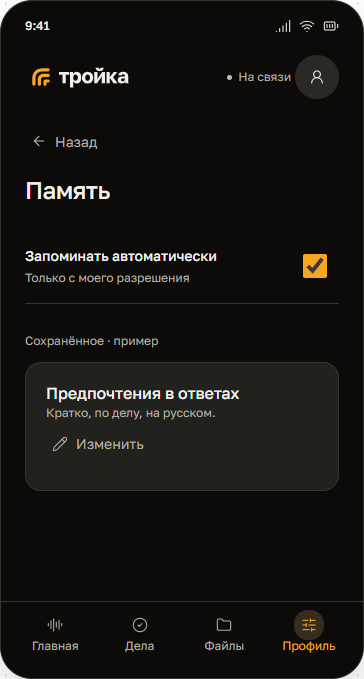 9:41
тройка
На связи
Назад
Память
Запоминать автоматически
Только с моего разрешения
Сохранённое · пример
Предпочтения в ответах
Кратко, по делу, на русском.
Изменить
Главная
Дела
Файлы
Профиль